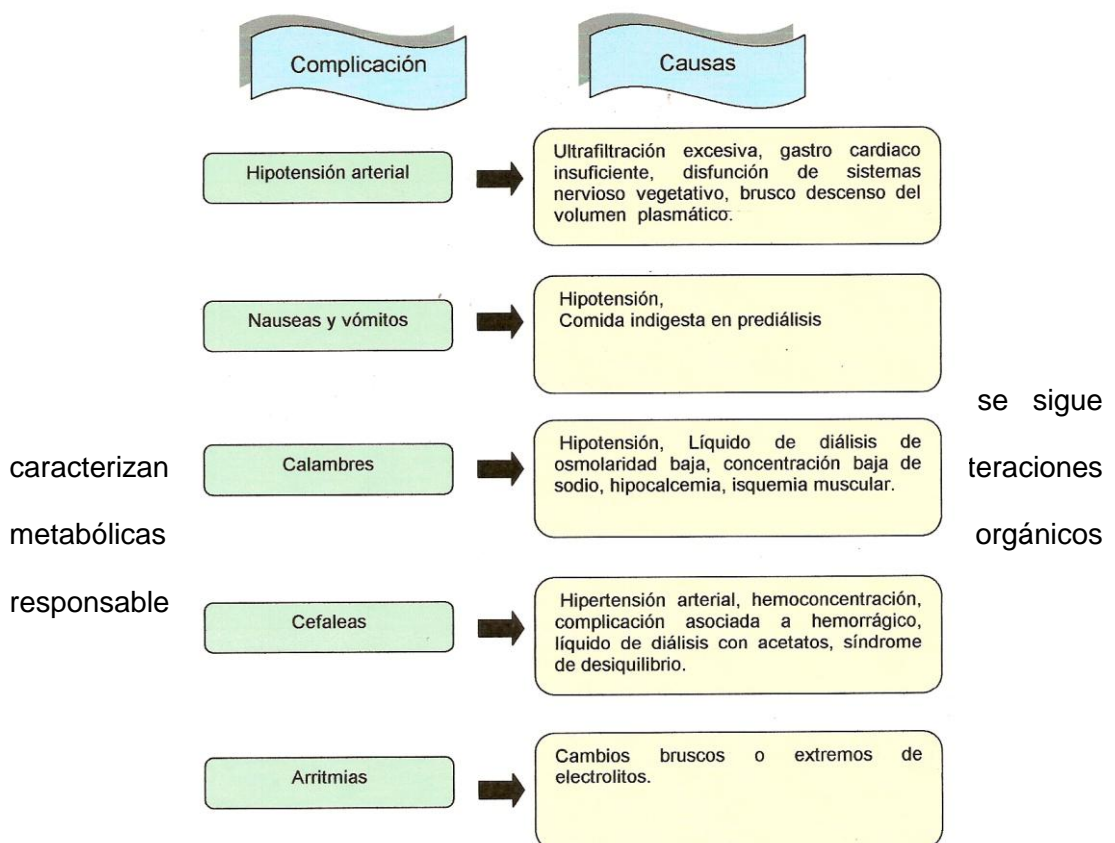 Complicación
Causas
Hipotensión arterial
Ultrafiltración excesiva, gastro cardiaco
insuficiente, disfunción de sistemas
nervioso vegetativo, brusco descenso del
volumen plasmático.
Nauseas y vómitos
Hipotensión,
Comida indigesta en prediálisis
se sigue
caracterizan
Calambres
Hipotensión, Líquido de diálisis de
osmolaridad baja, concentración baja de
sodio, hipocalcemia, isquemia muscular.
teraciones
metabólicas
orgánicos
responsable
Cefaleas
Hipertensión arterial, hemoconcentración,
complicación asociada a hemorrágico,
líquido de diálisis con acetatos, síndrome
de desiquilibrio.
Arritmias
Cambios bruscos o extremos de
electrolitos.